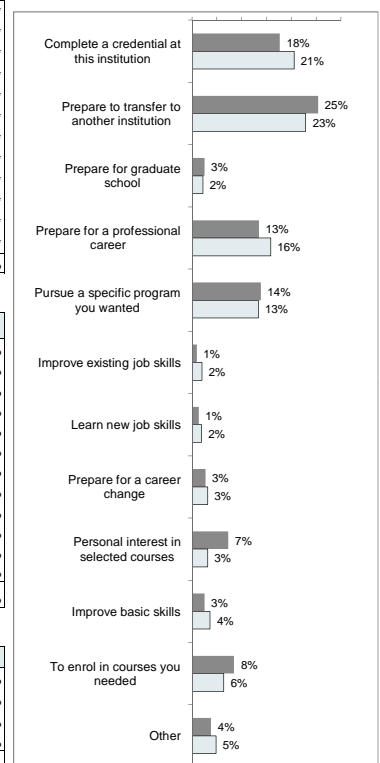 Complete a credential at
this institution
18%
21%
Prepare to transfer to
another institution
25%
23%
Prepare for graduate
school
3%
2%
Prepare for a professional
career
13%
16%
Pursue a specific program
you wanted
14%
13%
Improve existing job skills
1%
2%
Learn new job skills
1%
2%
Prepare for a career
change
3%
3%
Personal interest in
selected courses
7%
3%
Improve basic skills
3%
4%
To enrol in courses you
needed
8%
6%
Other
4%
5%